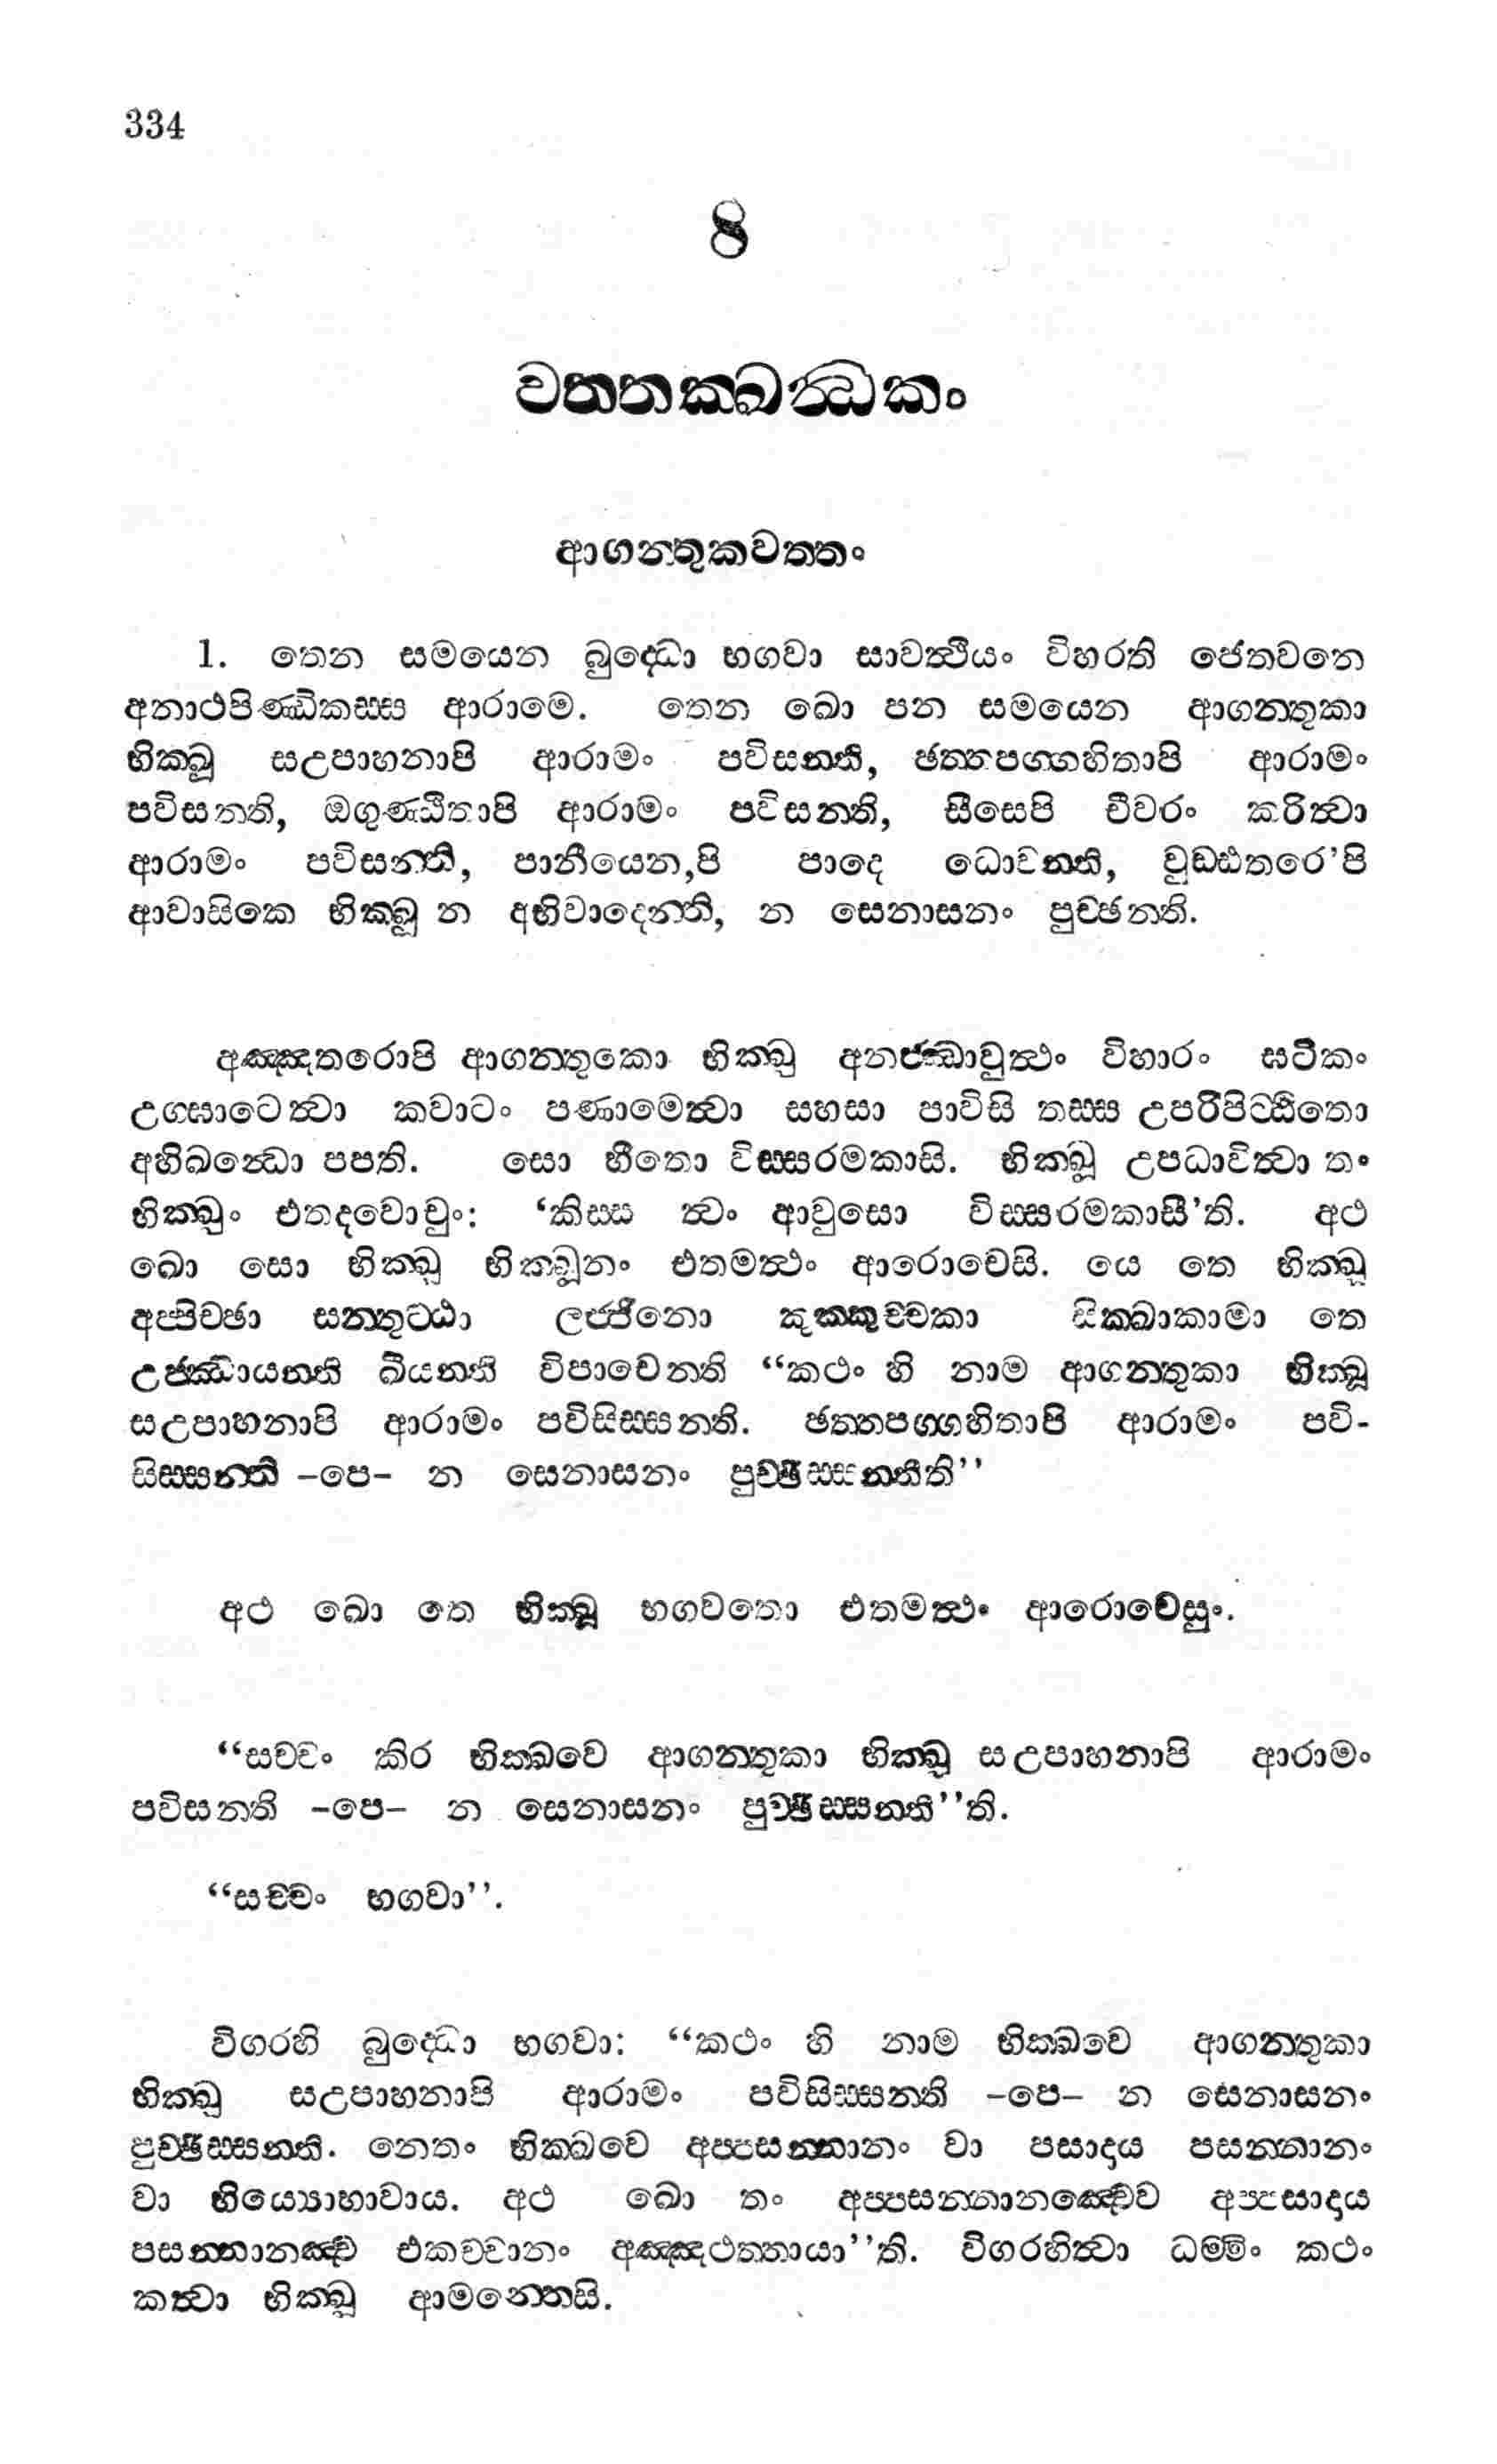 334
8
වත්තක්ඛන්ධකං
ආගන්තුකවත්තං
1. තෙන සමයෙන බුද්ධො භගවා සාවත්ථියං විහරති ජෙතවනෙ
අනාථපිණ්ඩිකස්ස ආරාමෙ. තෙන ඛො පන සමයෙන ආගන්තුකා
භික්ඛූ සඋපාහනාපි ආරාමං පවිසන්ති, ඡත්තපග්ගහිතාපි ආරාමං
පවිසන්ති, ඔගුණ්ඨිතාපි ආරාමං පවිසන්ති, සීසෙපි චීවරං කරිත්වා
ආරාමං පවිසන්ති, පානීයෙන,පි පාදෙ ධොවන්ති, වුඩ්ඪතරෙ’පි
ආවාසිකෙ භික්ඛූ න අභිවාදෙන්ති, න සෙනාසනං පුච්ඡන්ති.
අඤ්ඤතරොපි ආගන්තුකො භික්ඛු අනජ්ඣාවුත්ථං විහාරං ඝටිකං
උග්ඝාටෙත්වා කවාටං පණාමෙත්වා සහසා පාවිසි තස්ස උපරිපිට්ඨිතො
අහිඛන්ධො පපති. සො භීතො විස්සරමකාසි. භික්ඛූ උපධාවිත්වා තං
භික්ඛුං එතදවොචුං: ‘කිස්ස ත්වං ආවුසො විස්සරමකාසී’ති. අථ
ඛො සො භික්ඛු භික්ඛූනං එතමත්ථං ආරොචෙසි. යෙ තෙ භික්ඛූ
අප්පිච්ඡා සන්තුට්ඨා ලජ්ජිනො කුක්කුච්චකා සික්ඛාකාමා තෙ
උජ්ඣායන්ති ඛීයන්ති විපාචෙන්ති “කථං හි නාම ආගන්තුකා භික්ඛූ
සඋපාහනාපි ආරාමං පවිසිස්සන්ති. ඡත්තපග්ගහිතාපි ආරාමං පවි-
සිස්සන්ති –පෙ– න සෙනාසනං පුච්ඡිස්සන්තීති’’
අථ ඛො තෙ භික්ඛූ භගවතො එතමත්ථං ආරොචෙසුං.
“සච්චං කිර භික්ඛවෙ ආගන්තුකා භික්ඛූ සඋපාහනාපි ආරාමං
පවිසන්ති –පෙ– න සෙනාසනං පුච්ඡිස්සන්තී’’ති.
“සච්චං භගවා’’.
විගරහි බුද්ධො භගවා: “කථං හි නාම භික්ඛවෙ ආගන්තුකා
භික්ඛූ සඋපාහනාපි ආරාමං පවිසිස්සන්ති –පෙ– න සෙනාසනං
පුච්ඡිස්සන්ති. නෙතං භික්ඛවෙ අප්පසන්නානං වා පසාදාය පසන්නානං
වා භිය්යොභාවාය. අථ ඛො තං අප්පසන්නානඤ්චෙව අප්පසාදාය
පසන්නානඤ්ච එකච්චානං අඤ්ඤථත්තායා’’ති. විගරහිත්වා ධම්මිං කථං
කත්වා භික්ඛූ ආමන්තෙසි.